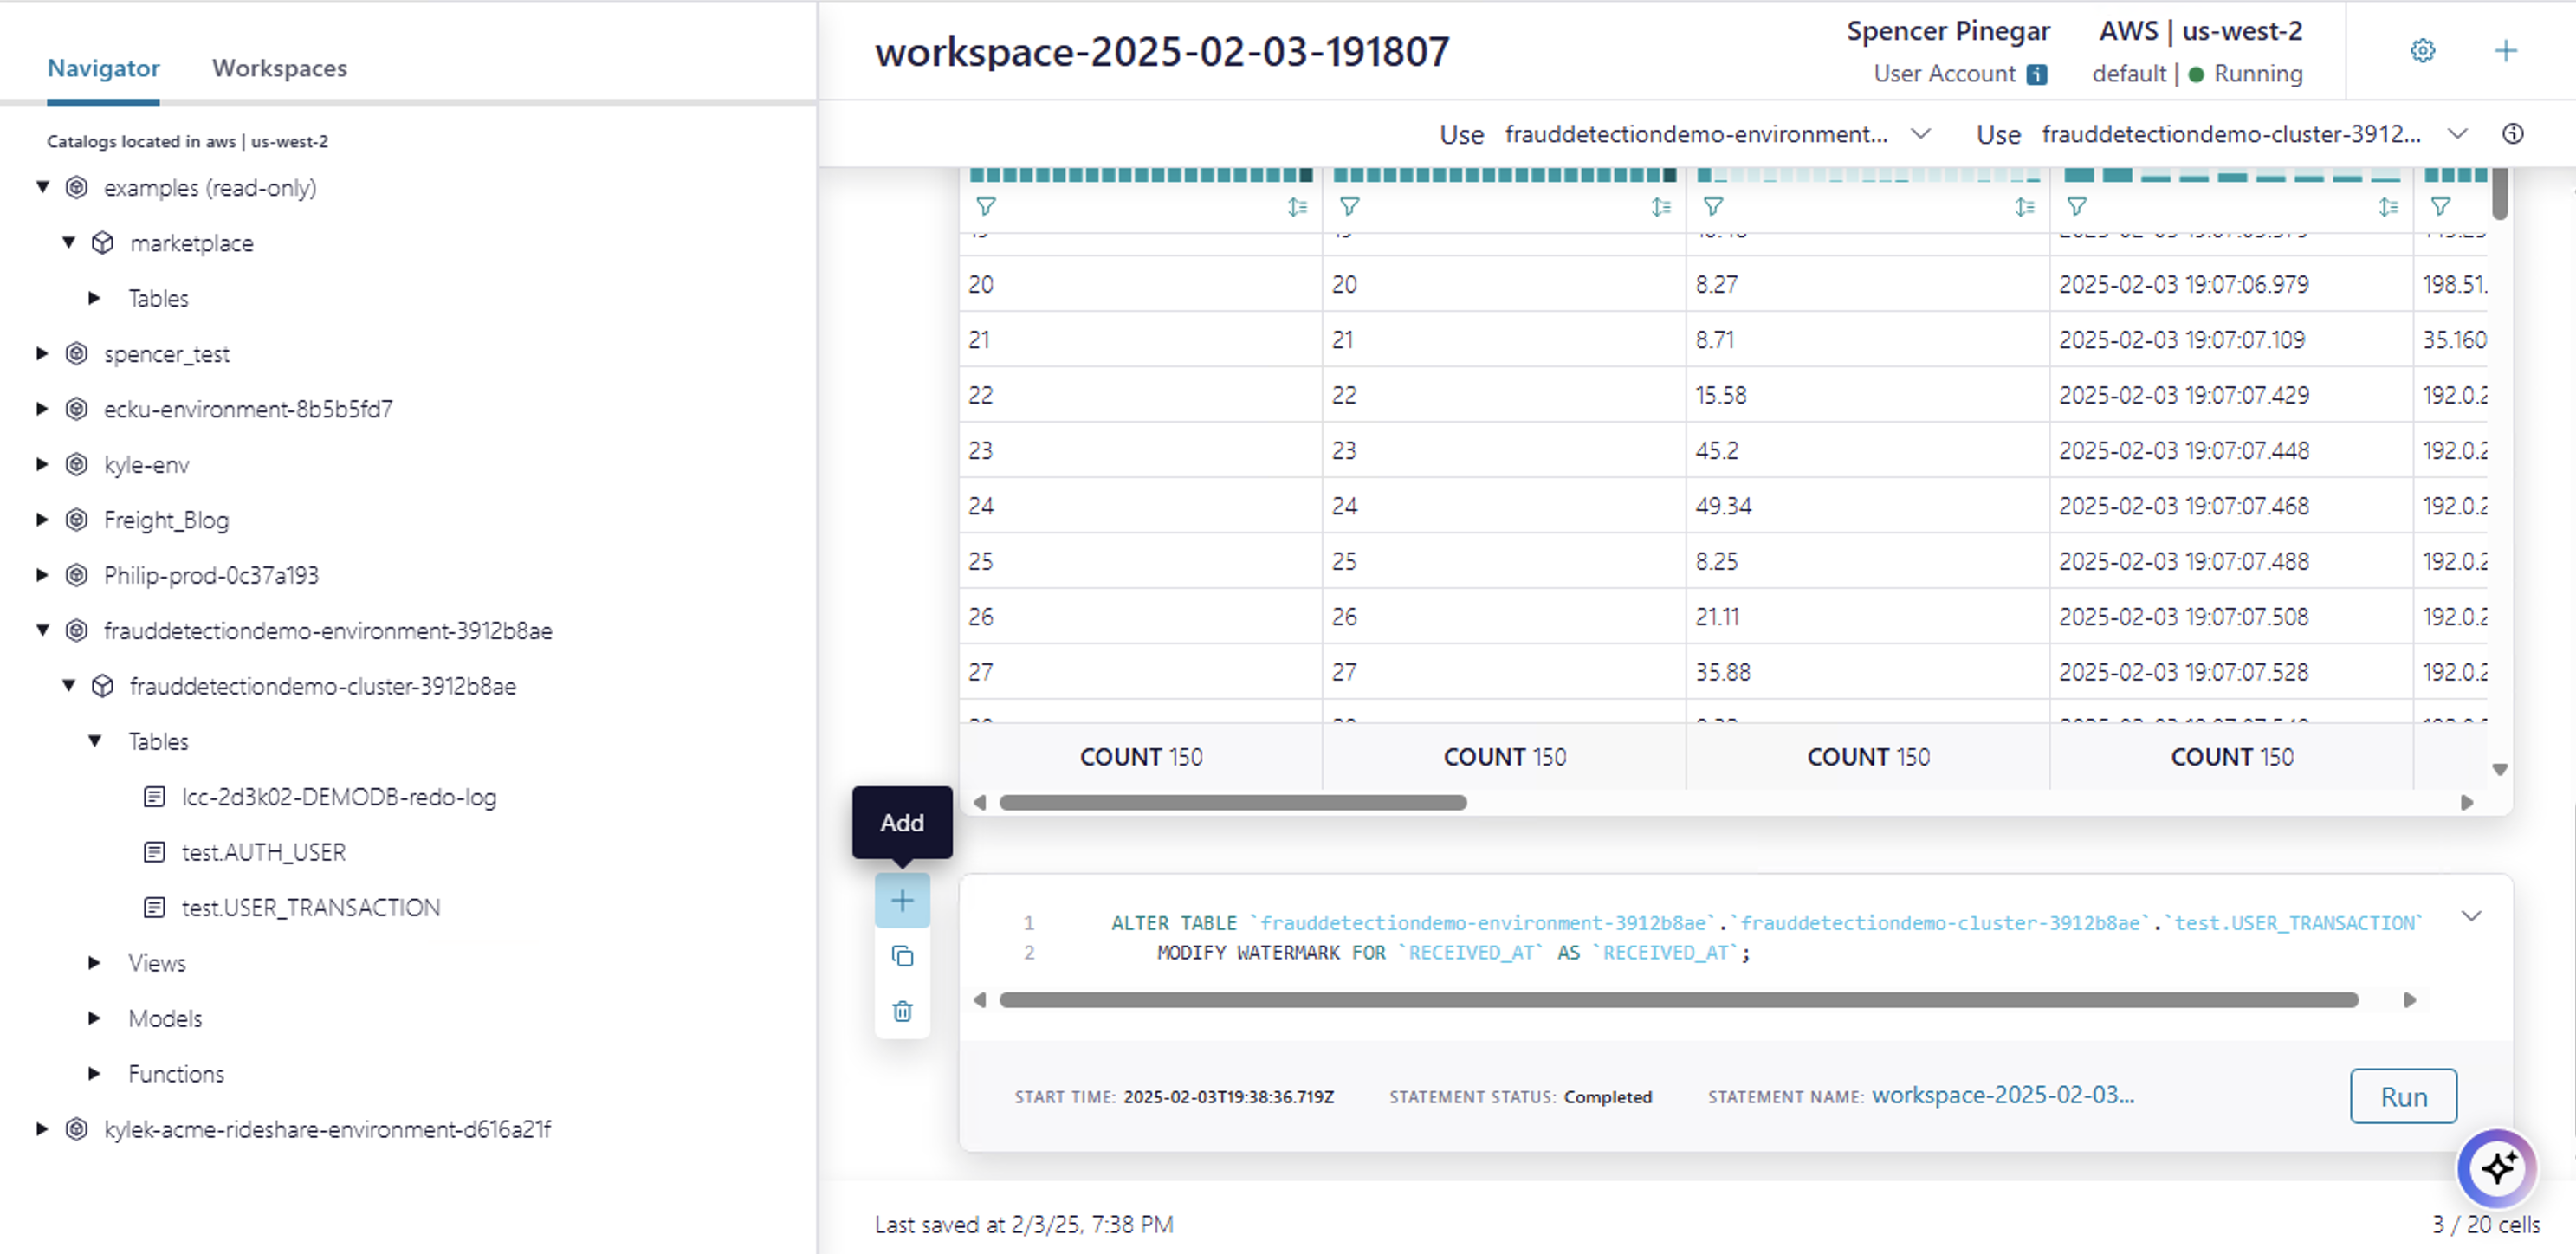 Navigator Workspaces
Catalogs located in aws | us-west-2
examples (read-only)
marketplace
Tables
spencer_test
ecku-environment-8b5b5fd7
kyle-env
Freight_Blog
Philip-prod-0c37a193
frauddetectiondemo-environment-3912b8ae
frauddetectiondemo-cluster-3912b8ae
Tables
lcc-2d3k02-DEMODB-redo-log
test.AUTH_USER
test.USER_TRANSACTION
Views
Models
Functions
kylek-acme-rideshare-environment-d616a21f
workspace-2025-02-03-191807
Spencer Pinegar
User Account
AWS | us-west-2
default | Running
Use frauddetectiondemo-environment... Use frauddetectiondemo-cluster-3912...
20 20 8.27 2025-02-03 19:07:06.979 198.51.
21 21 8.71 2025-02-03 19:07:07.109 35.160
22 22 15.58 2025-02-03 19:07:07.429 192.0.2
23 23 45.2 2025-02-03 19:07:07.448 192.0.2
24 24 49.34 2025-02-03 19:07:07.468 192.0.2
25 25 8.25 2025-02-03 19:07:07.488 192.0.2
26 26 21.11 2025-02-03 19:07:07.508 192.0.2
27 27 35.88 2025-02-03 19:07:07.528 192.0.2
COUNT 150 COUNT 150 COUNT 150 COUNT 150
Add
1 ALTER TABLE `frauddetectiondemo-environment-3912b8ae`.`frauddetectiondemo-cluster-3912b8ae`.`test.USER_TRANSACTION`
2 MODIFY WATERMARK FOR `RECEIVED_AT` AS `RECEIVED_AT`;
START TIME: 2025-02-03T19:38:36.719Z STATEMENT STATUS: Completed STATEMENT NAME: workspace-2025-02-03... Run
Last saved at 2/3/25, 7:38 PM
3 / 20 cells